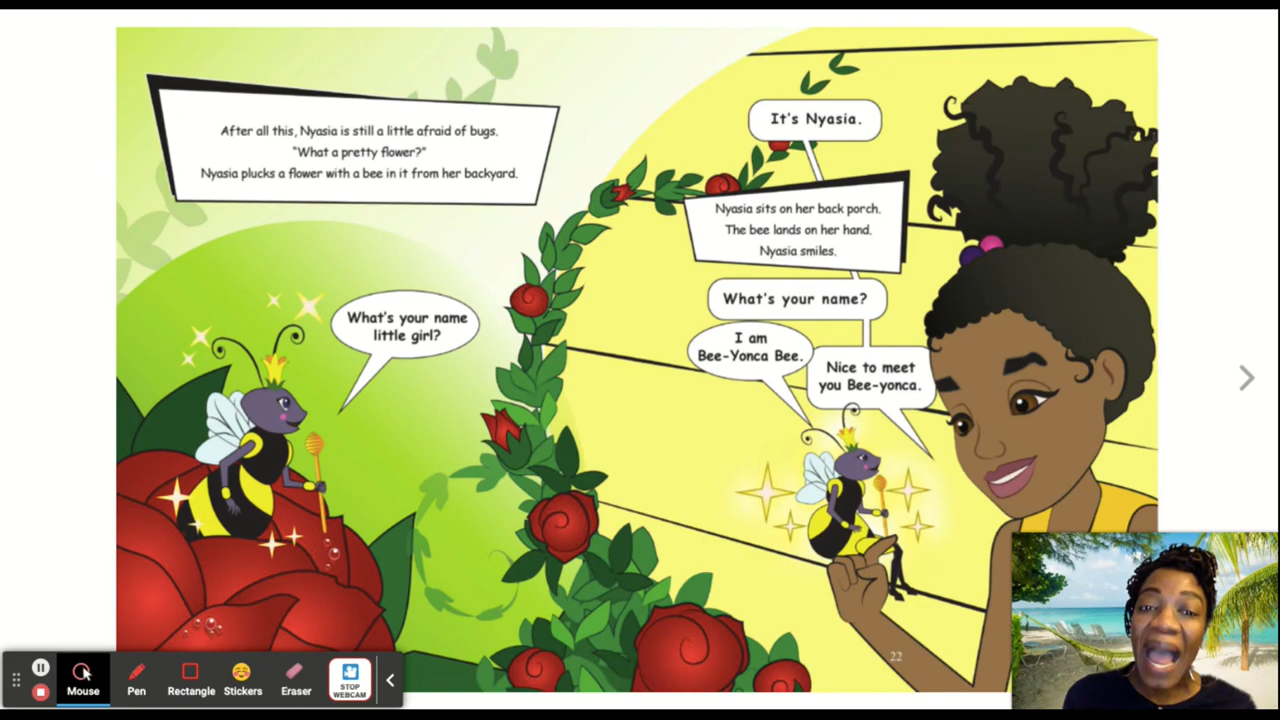 After all this, Nyasia is still a little afraid of bugs.
"What a pretty flower?"
Nyasia plucks a flower with a bee in it from her backyard.
What's your name
little girl?
It's Nyasia.
Nyasia sits on her back porch.
The bee lands on her hand.
Nyasia smiles.
What's your name?
I am
Bee-Yonca Bee.
Nice to meet
you Bee-yonca.
22
Mouse
Pen
Rectangle
Stickers
Eraser
STOP
WEBCAM